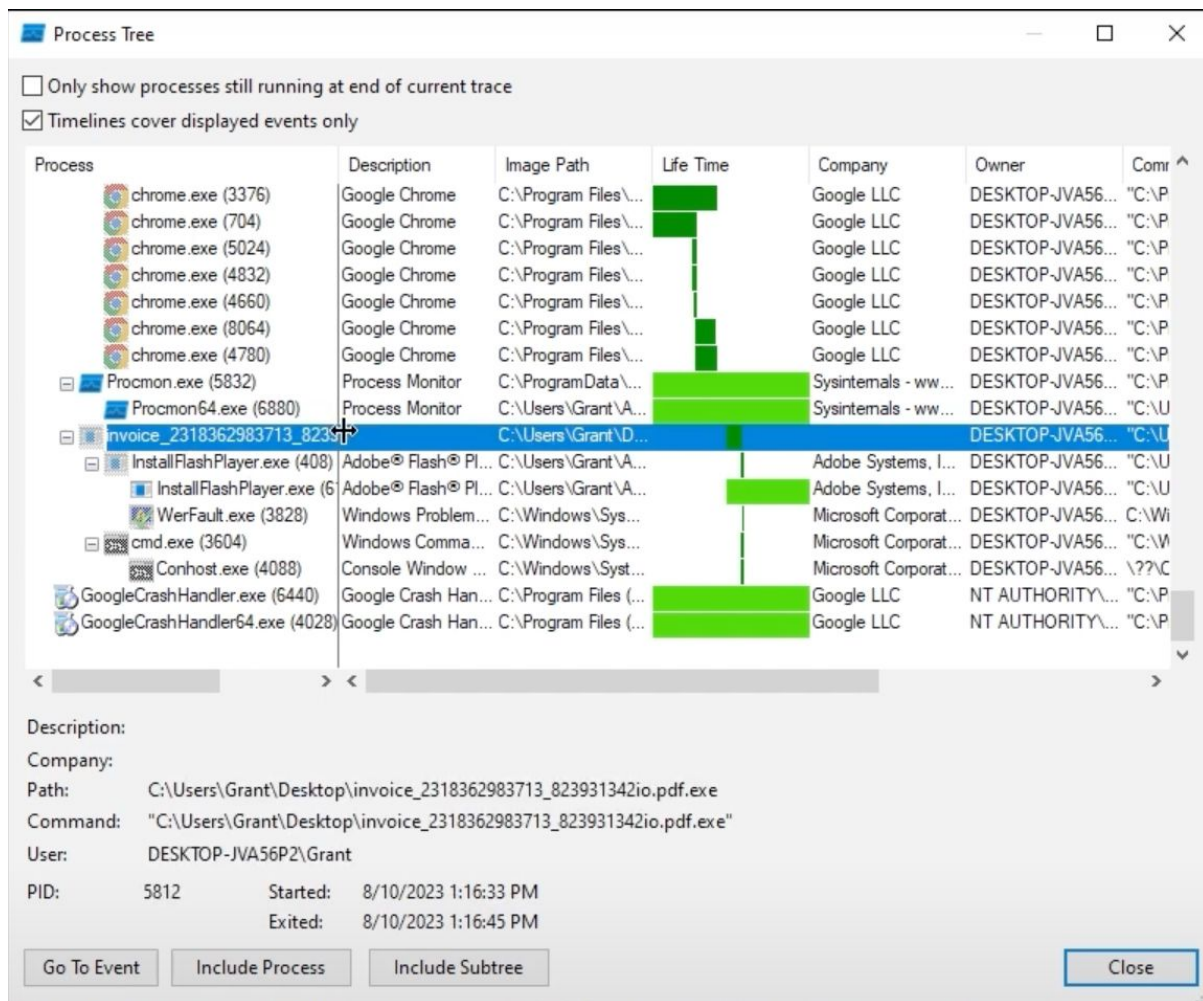 Process Tree
Only show processes still running at end of current trace
Timelines cover displayed events only
Process Description Image Path Life Time Company Owner Comr
chrome.exe (3376) Google Chrome C:\Program Files\... Google LLC DESKTOP-JVA56... "C:\P
chrome.exe (704) Google Chrome C:\Program Files\... Google LLC DESKTOP-JVA56... "C:\P
chrome.exe (5024) Google Chrome C:\Program Files\... Google LLC DESKTOP-JVA56... "C:\P
chrome.exe (4832) Google Chrome C:\Program Files\... Google LLC DESKTOP-JVA56... "C:\P
chrome.exe (4660) Google Chrome C:\Program Files\... Google LLC DESKTOP-JVA56... "C:\P
chrome.exe (8064) Google Chrome C:\Program Files\... Google LLC DESKTOP-JVA56... "C:\P
chrome.exe (4780) Google Chrome C:\Program Files\... Google LLC DESKTOP-JVA56... "C:\P
Procmon.exe (5832) Process Monitor C:\ProgramData\... Sysinternals - ww... DESKTOP-JVA56... "C:\P
Procmon64.exe (6880) Process Monitor C:\Users\Grant\A... Sysinternals - ww... DESKTOP-JVA56... "C:\U
invoice_2318362983713_823 C:\Users\Grant\D... DESKTOP-JVA56... "C:\U
InstallFlashPlayer.exe (408) Adobe® Flash® Pl... C:\Users\Grant\A... Adobe Systems, I... DESKTOP-JVA56... "C:\U
InstallFlashPlayer.exe (6 Adobe® Flash® Pl... C:\Users\Grant\A... Adobe Systems, I... DESKTOP-JVA56... "C:\U
WerFault.exe (3828) Windows Problem... C:\Windows\Sys... Microsoft Corporat... DESKTOP-JVA56... C:\Wi
cmd.exe (3604) Windows Comma... C:\Windows\Sys... Microsoft Corporat... DESKTOP-JVA56... "C:\W
Conhost.exe (4088) Console Window ... C:\Windows\Syst... Microsoft Corporat... DESKTOP-JVA56... \??\C
GoogleCrashHandler.exe (6440) Google Crash Han... C:\Program Files (... Google LLC NT AUTHORITY\... "C:\P
GoogleCrashHandler64.exe (4028) Google Crash Han... C:\Program Files (... Google LLC NT AUTHORITY\... "C:\P
Description:
Company:
Path: C:\Users\Grant\Desktop\invoice_2318362983713_823931342io.pdf.exe
Command: "C:\Users\Grant\Desktop\invoice_2318362983713_823931342io.pdf.exe"
User: DESKTOP-JVA56P2\Grant
PID: 5812 Started: 8/10/2023 1:16:33 PM
Exited: 8/10/2023 1:16:45 PM
Go To Event Include Process Include Subtree Close